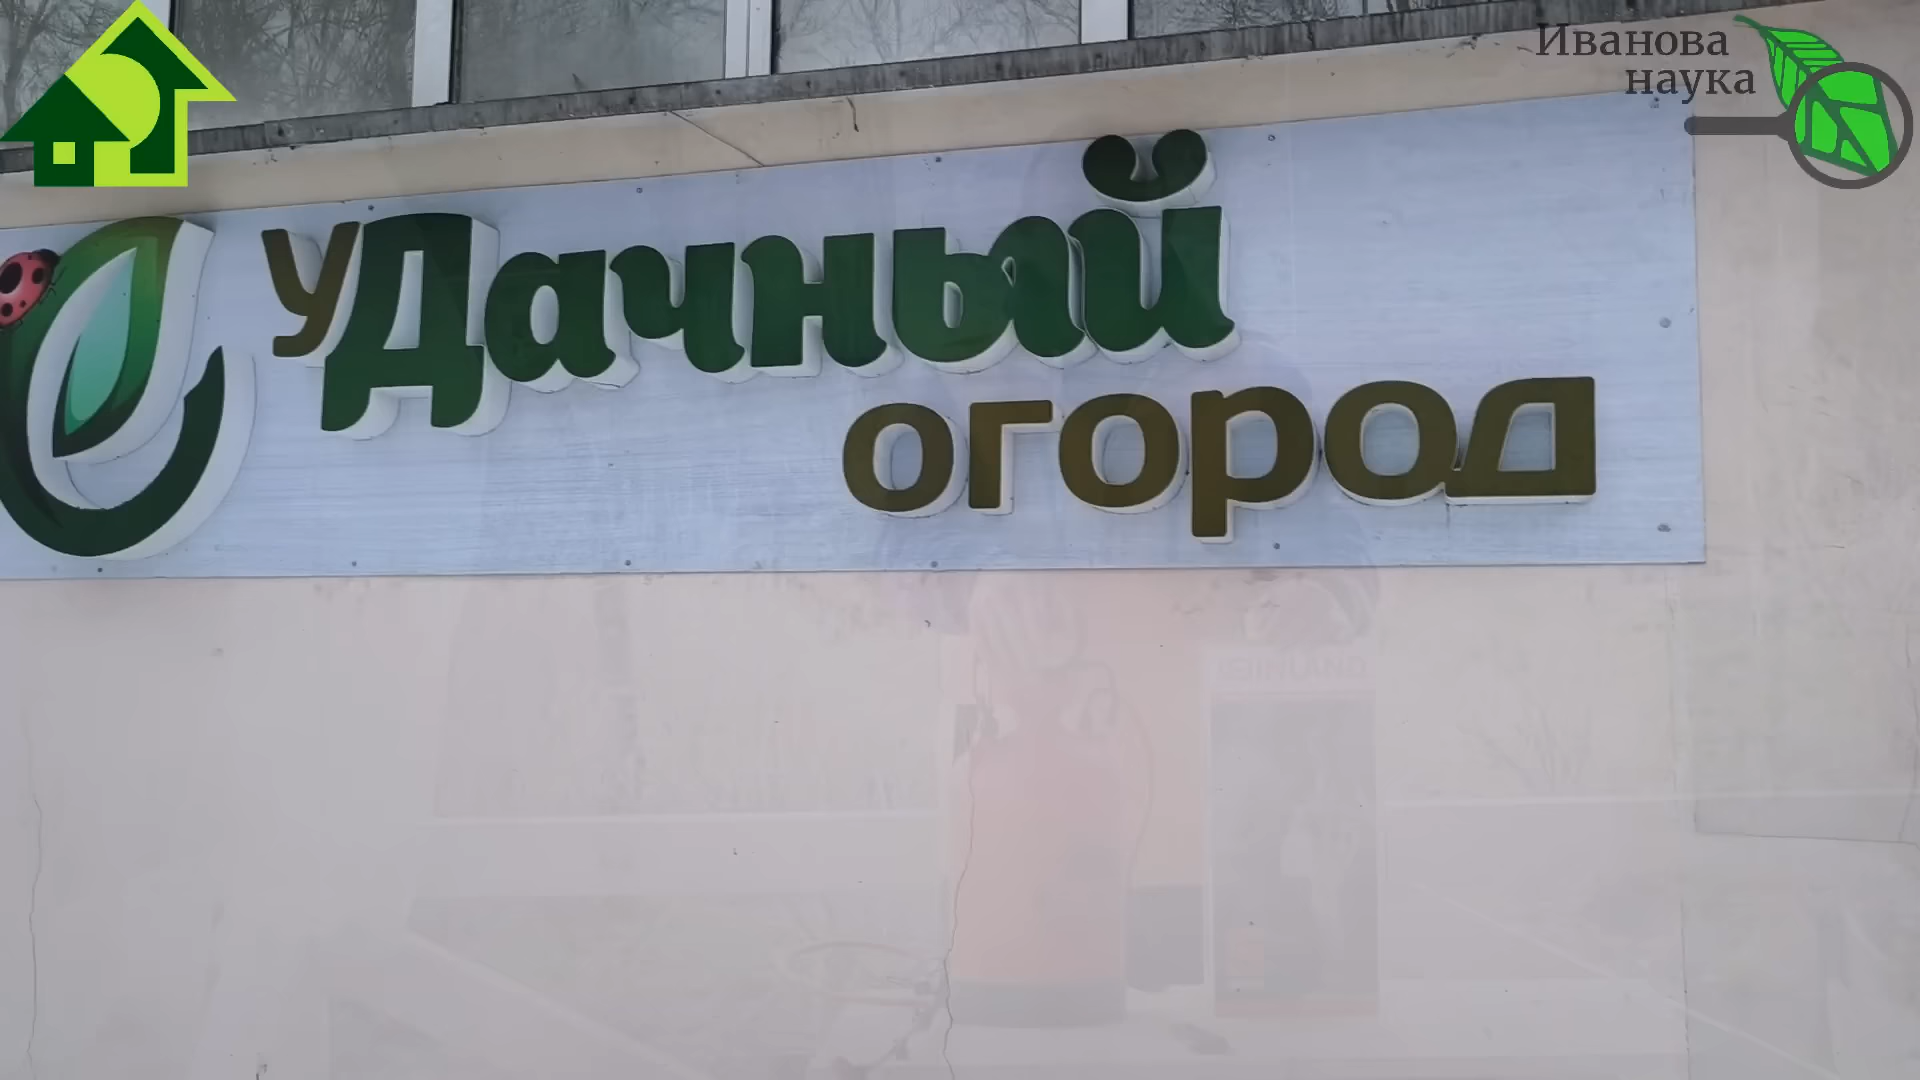 Иванова
наука
уДачный
огород